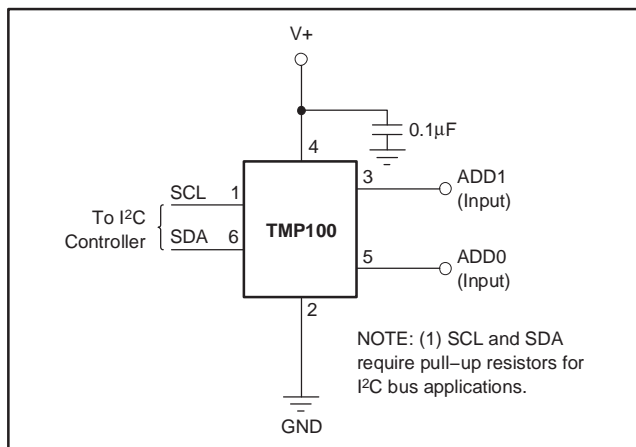 V+
0.1μF
4
SCL 1
3 ADD1
(Input)
To I²C
Controller
TMP100
SDA 6
5 ADD0
(Input)
2
NOTE: (1) SCL and SDA
require pull−up resistors for
I²C bus applications.
GND